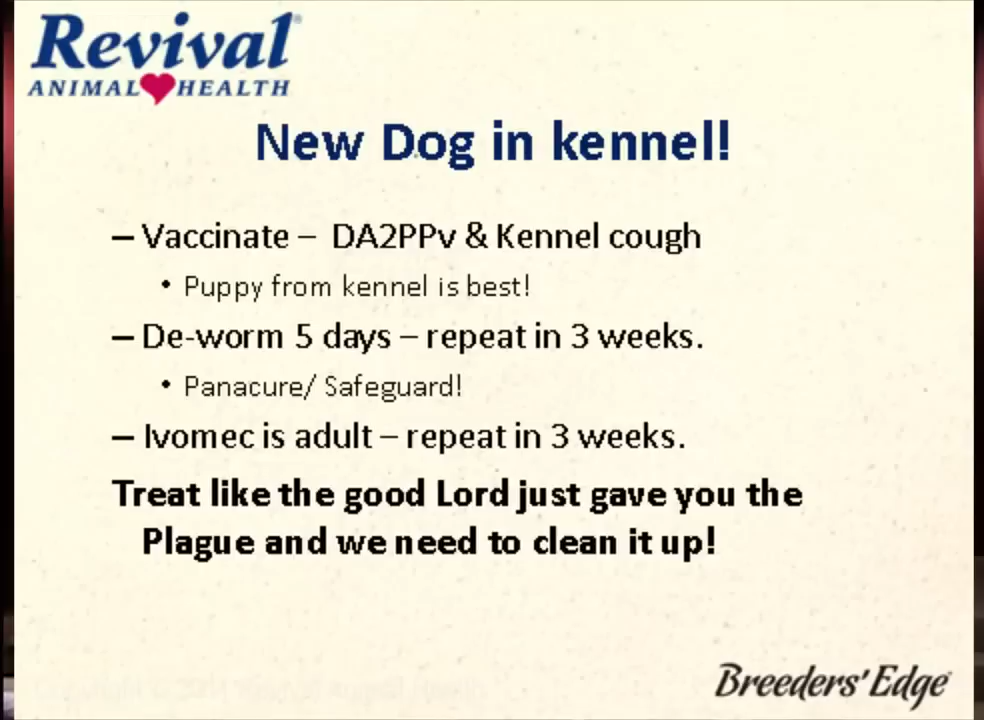 Revival®
ANIMAL HEALTH
New Dog in kennel!
– Vaccinate – DA2PPv & Kennel cough
• Puppy from kennel is best!
– De-worm 5 days – repeat in 3 weeks.
• Panacure/ Safeguard!
– Ivomec is adult – repeat in 3 weeks.
Treat like the good Lord just gave you the
Plague and we need to clean it up!
Breeders' Edge